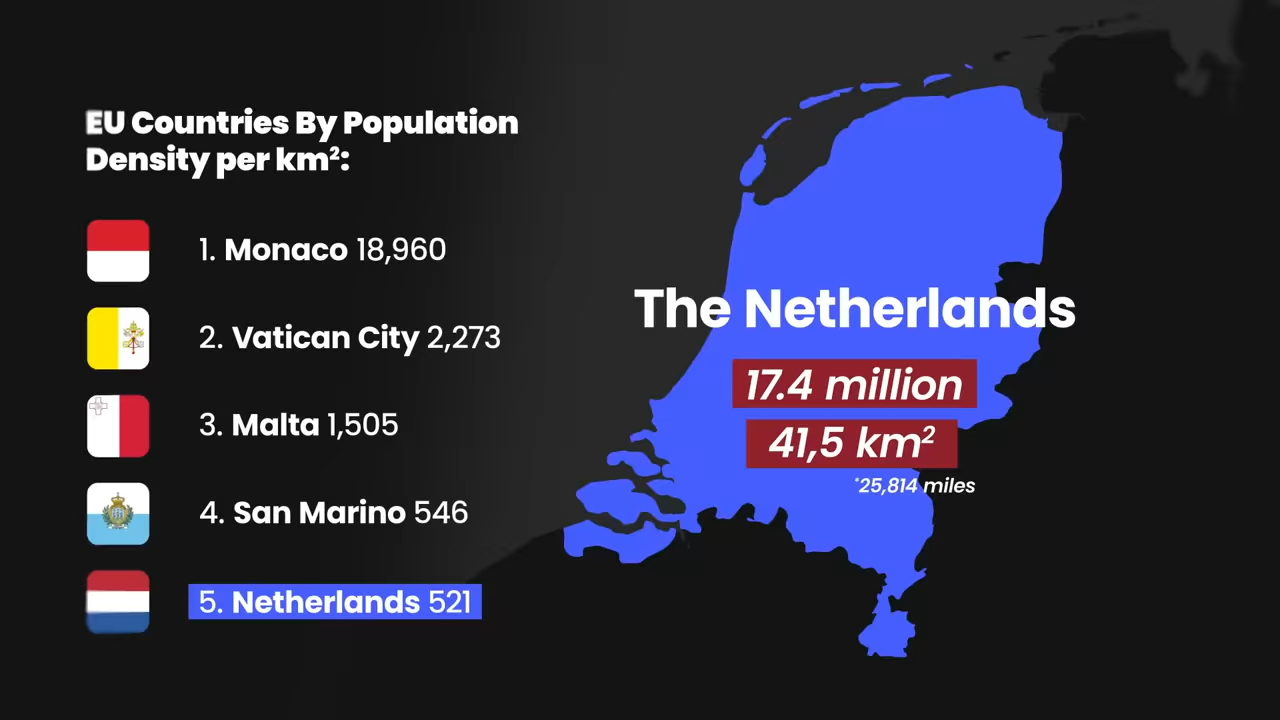 EU Countries By Population
Density per km²:
1. Monaco 18,960
2. Vatican City 2,273
3. Malta 1,505
4. San Marino 546
5. Netherlands 521
The Netherlands
17.4 million
41,5 km²
*25,814 miles